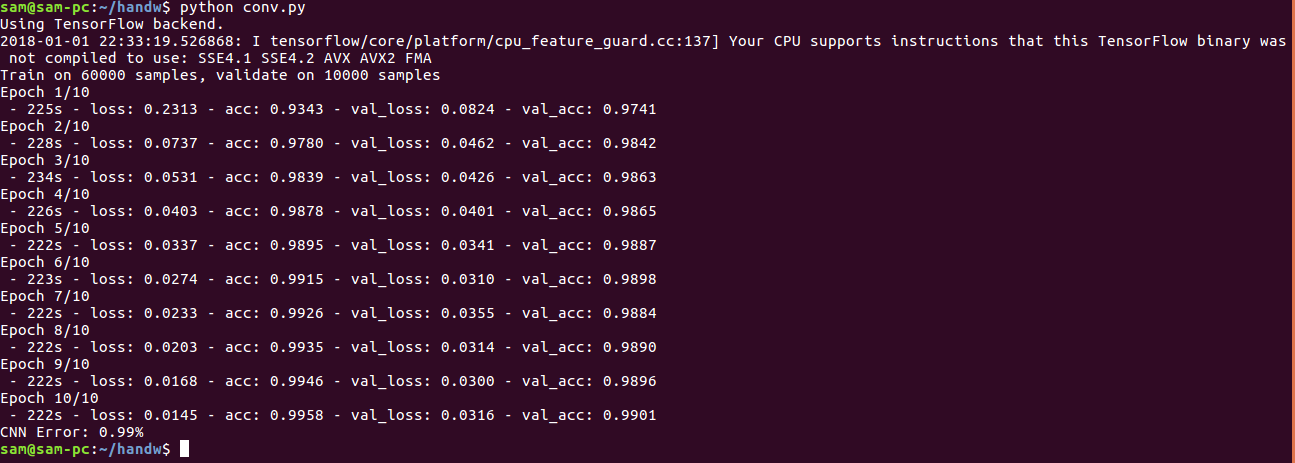 sam@sam-pc:~/handw$ python conv.py
Using TensorFlow backend.
2018-01-01 22:33:19.526868: I tensorflow/core/platform/cpu_feature_guard.cc:137] Your CPU supports instructions that this TensorFlow binary was
 not compiled to use: SSE4.1 SSE4.2 AVX AVX2 FMA
Train on 60000 samples, validate on 10000 samples
Epoch 1/10
 - 225s - loss: 0.2313 - acc: 0.9343 - val_loss: 0.0824 - val_acc: 0.9741
Epoch 2/10
 - 228s - loss: 0.0737 - acc: 0.9780 - val_loss: 0.0462 - val_acc: 0.9842
Epoch 3/10
 - 234s - loss: 0.0531 - acc: 0.9839 - val_loss: 0.0426 - val_acc: 0.9863
Epoch 4/10
 - 226s - loss: 0.0403 - acc: 0.9878 - val_loss: 0.0401 - val_acc: 0.9865
Epoch 5/10
 - 222s - loss: 0.0337 - acc: 0.9895 - val_loss: 0.0341 - val_acc: 0.9887
Epoch 6/10
 - 223s - loss: 0.0274 - acc: 0.9915 - val_loss: 0.0310 - val_acc: 0.9898
Epoch 7/10
 - 222s - loss: 0.0233 - acc: 0.9926 - val_loss: 0.0355 - val_acc: 0.9884
Epoch 8/10
 - 222s - loss: 0.0203 - acc: 0.9935 - val_loss: 0.0314 - val_acc: 0.9890
Epoch 9/10
 - 222s - loss: 0.0168 - acc: 0.9946 - val_loss: 0.0300 - val_acc: 0.9896
Epoch 10/10
 - 222s - loss: 0.0145 - acc: 0.9958 - val_loss: 0.0316 - val_acc: 0.9901
CNN Error: 0.99%
sam@sam-pc:~/handw$